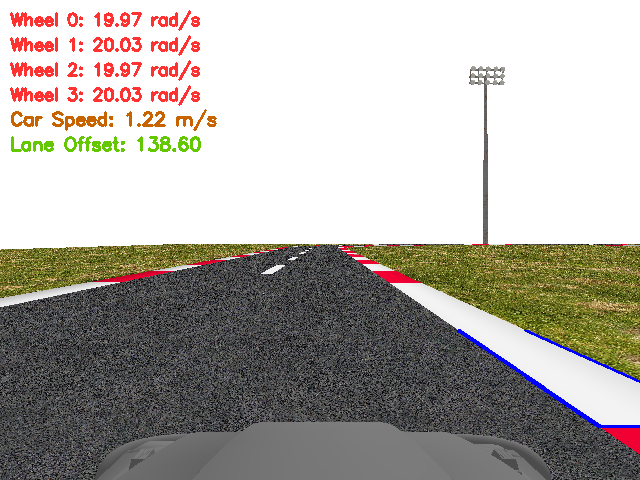 Wheel 0: 19.97 rad/s
Wheel 1: 20.03 rad/s
Wheel 2: 19.97 rad/s
Wheel 3: 20.03 rad/s
Car Speed: 1.22 m/s
Lane Offset: 138.60